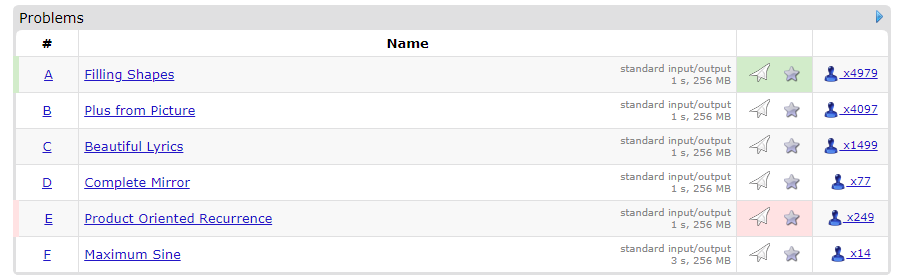 Problems
# Name
A Filling Shapes standard input/output x4979
1 s, 256 MB
B Plus from Picture standard input/output x4097
1 s, 256 MB
C Beautiful Lyrics standard input/output x1499
1 s, 256 MB
D Complete Mirror standard input/output x77
1 s, 256 MB
E Product Oriented Recurrence standard input/output x249
1 s, 256 MB
F Maximum Sine standard input/output x14
3 s, 256 MB